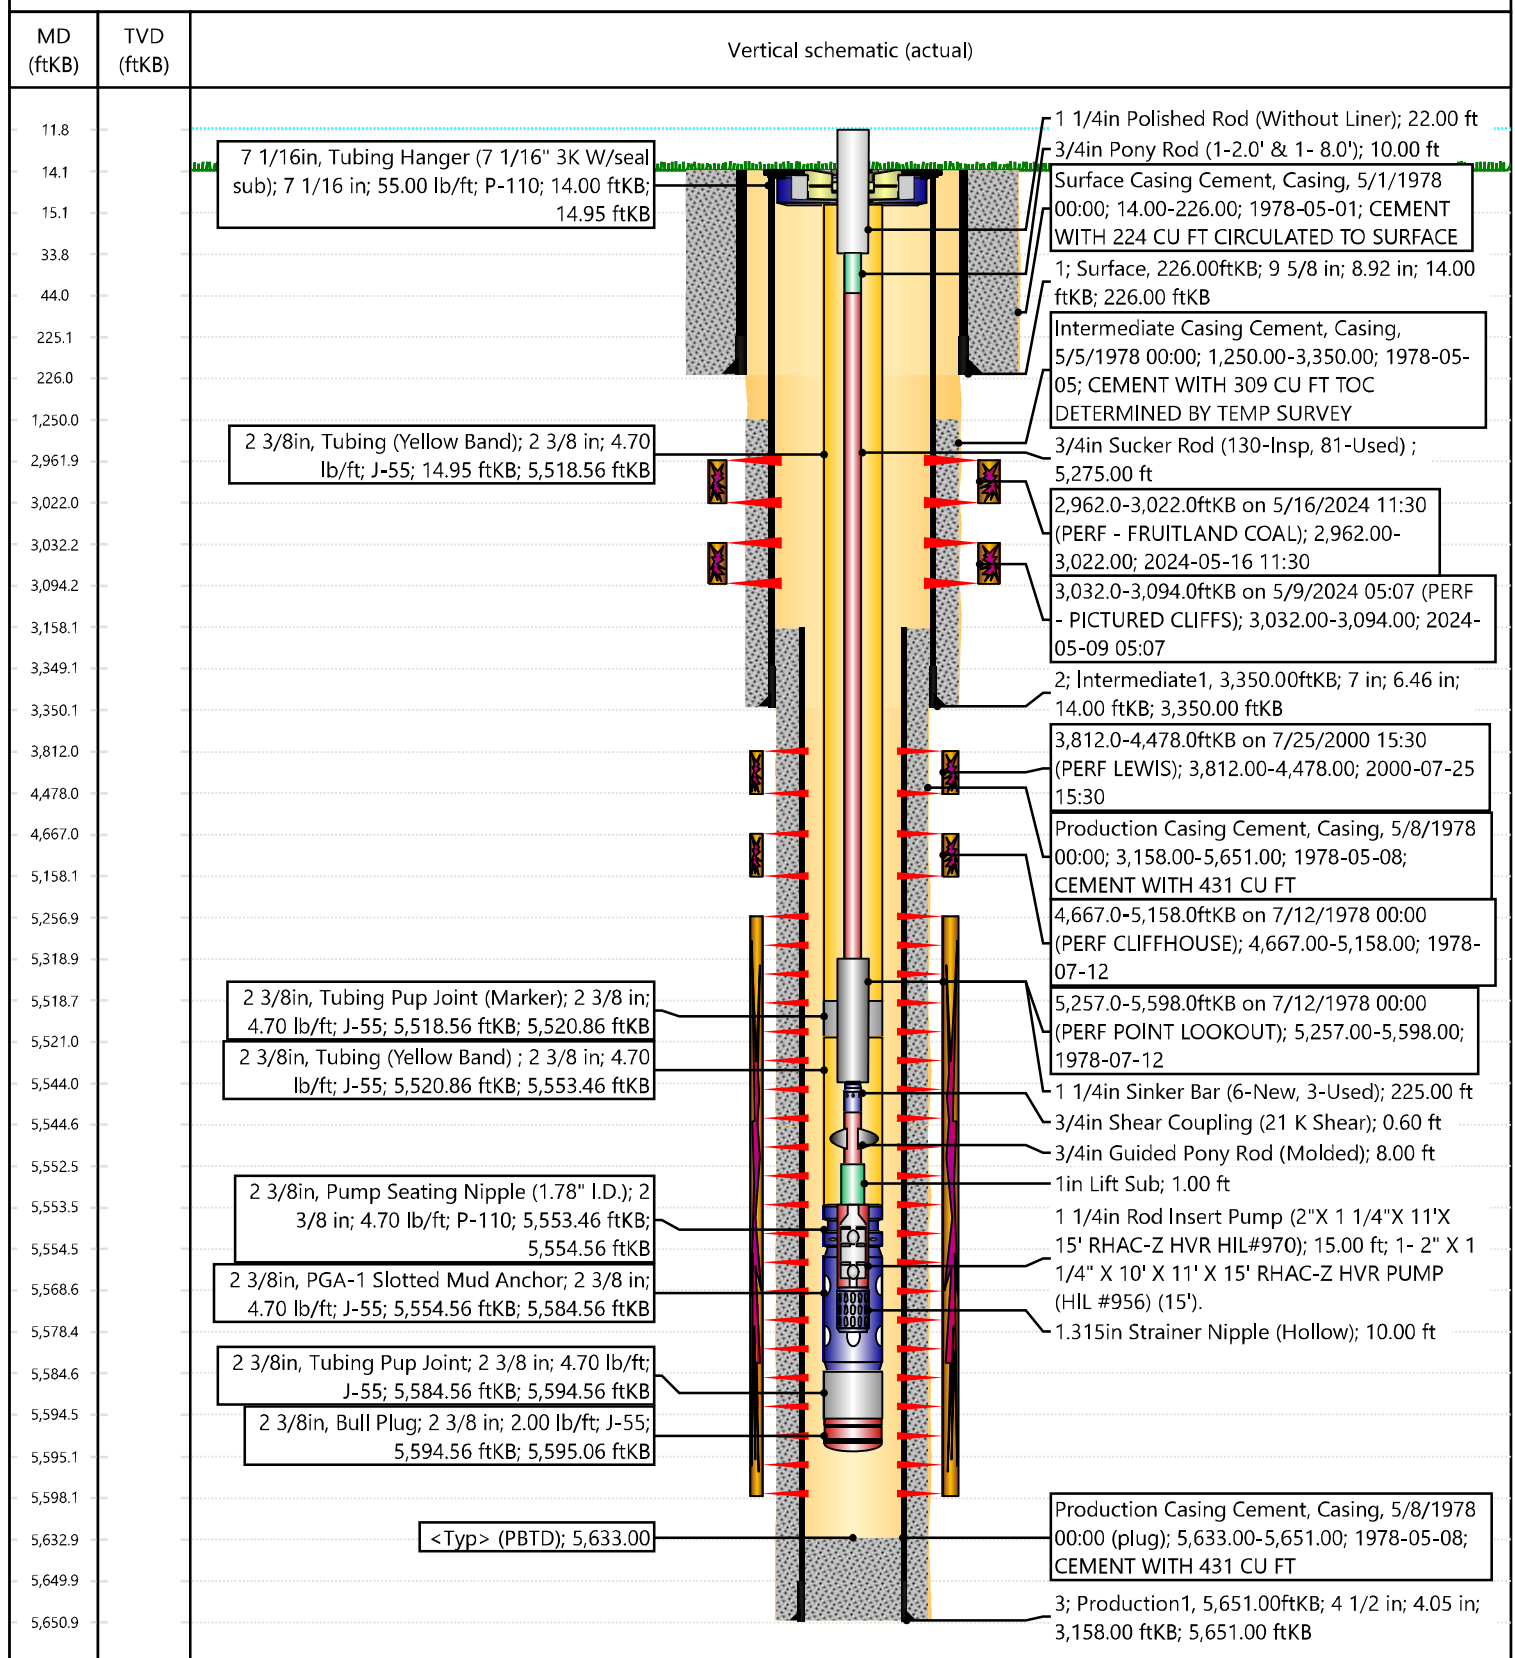 MD
(ftKB)
TVD
(ftKB)
Vertical schematic (actual)
11.8
14.1
15.1
33.8
44.0
225.1
226.0
1,250.0
2,961.9
3,022.0
3,032.2
3,094.2
3,158.1
3,349.1
3,350.1
3,812.0
4,478.0
4,667.0
5,158.1
5,256.9
5,318.9
5,518.7
5,521.0
5,544.0
5,544.6
5,552.5
5,553.5
5,554.5
5,568.6
5,578.4
5,584.6
5,594.5
5,595.1
5,598.1
5,632.9
5,649.9
5,650.9
7 1/16in, Tubing Hanger (7 1/16" 3K W/seal
sub); 7 1/16 in; 55.00 lb/ft; P-110; 14.00 ftKB;
14.95 ftKB
2 3/8in, Tubing (Yellow Band); 2 3/8 in; 4.70
lb/ft; J-55; 14.95 ftKB; 5,518.56 ftKB
2 3/8in, Tubing Pup Joint (Marker); 2 3/8 in;
4.70 lb/ft; J-55; 5,518.56 ftKB; 5,520.86 ftKB
2 3/8in, Tubing (Yellow Band) ; 2 3/8 in; 4.70
lb/ft; J-55; 5,520.86 ftKB; 5,553.46 ftKB
2 3/8in, Pump Seating Nipple (1.78" I.D.); 2
3/8 in; 4.70 lb/ft; P-110; 5,553.46 ftKB;
5,554.56 ftKB
2 3/8in, PGA-1 Slotted Mud Anchor; 2 3/8 in;
4.70 lb/ft; J-55; 5,554.56 ftKB; 5,584.56 ftKB
2 3/8in, Tubing Pup Joint; 2 3/8 in; 4.70 lb/ft;
J-55; 5,584.56 ftKB; 5,594.56 ftKB
2 3/8in, Bull Plug; 2 3/8 in; 2.00 lb/ft; J-55;
5,594.56 ftKB; 5,595.06 ftKB
<Typ> (PBTD); 5,633.00
1 1/4in Polished Rod (Without Liner); 22.00 ft
3/4in Pony Rod (1-2.0' & 1- 8.0'); 10.00 ft
Surface Casing Cement, Casing, 5/1/1978
00:00; 14.00-226.00; 1978-05-01; CEMENT
WITH 224 CU FT CIRCULATED TO SURFACE
1; Surface, 226.00ftKB; 9 5/8 in; 8.92 in; 14.00
ftKB; 226.00 ftKB
Intermediate Casing Cement, Casing,
5/5/1978 00:00; 1,250.00-3,350.00; 1978-05-
05; CEMENT WITH 309 CU FT TOC
DETERMINED BY TEMP SURVEY
3/4in Sucker Rod (130-Insp, 81-Used) ;
5,275.00 ft
2,962.0-3,022.0ftKB on 5/16/2024 11:30
(PERF - FRUITLAND COAL); 2,962.00-
3,022.00; 2024-05-16 11:30
3,032.0-3,094.0ftKB on 5/9/2024 05:07 (PERF
- PICTURED CLIFFS); 3,032.00-3,094.00; 2024-
05-09 05:07
2; Intermediate1, 3,350.00ftKB; 7 in; 6.46 in;
14.00 ftKB; 3,350.00 ftKB
3,812.0-4,478.0ftKB on 7/25/2000 15:30
(PERF LEWIS); 3,812.00-4,478.00; 2000-07-25
15:30
Production Casing Cement, Casing, 5/8/1978
00:00; 3,158.00-5,651.00; 1978-05-08;
CEMENT WITH 431 CU FT
4,667.0-5,158.0ftKB on 7/12/1978 00:00
(PERF CLIFFHOUSE); 4,667.00-5,158.00; 1978-
07-12
5,257.0-5,598.0ftKB on 7/12/1978 00:00
(PERF POINT LOOKOUT); 5,257.00-5,598.00;
1978-07-12
1 1/4in Sinker Bar (6-New, 3-Used); 225.00 ft
3/4in Shear Coupling (21 K Shear); 0.60 ft
3/4in Guided Pony Rod (Molded); 8.00 ft
1in Lift Sub; 1.00 ft
1 1/4in Rod Insert Pump (2"X 1 1/4"X 11'X
15' RHAC-Z HVR HIL#970); 15.00 ft; 1- 2" X 1
1/4" X 10' X 11' X 15' RHAC-Z HVR PUMP
(HIL #956) (15').
1.315in Strainer Nipple (Hollow); 10.00 ft
Production Casing Cement, Casing, 5/8/1978
00:00 (plug); 5,633.00-5,651.00; 1978-05-08;
CEMENT WITH 431 CU FT
3; Production1, 5,651.00ftKB; 4 1/2 in; 4.05 in;
3,158.00 ftKB; 5,651.00 ftKB